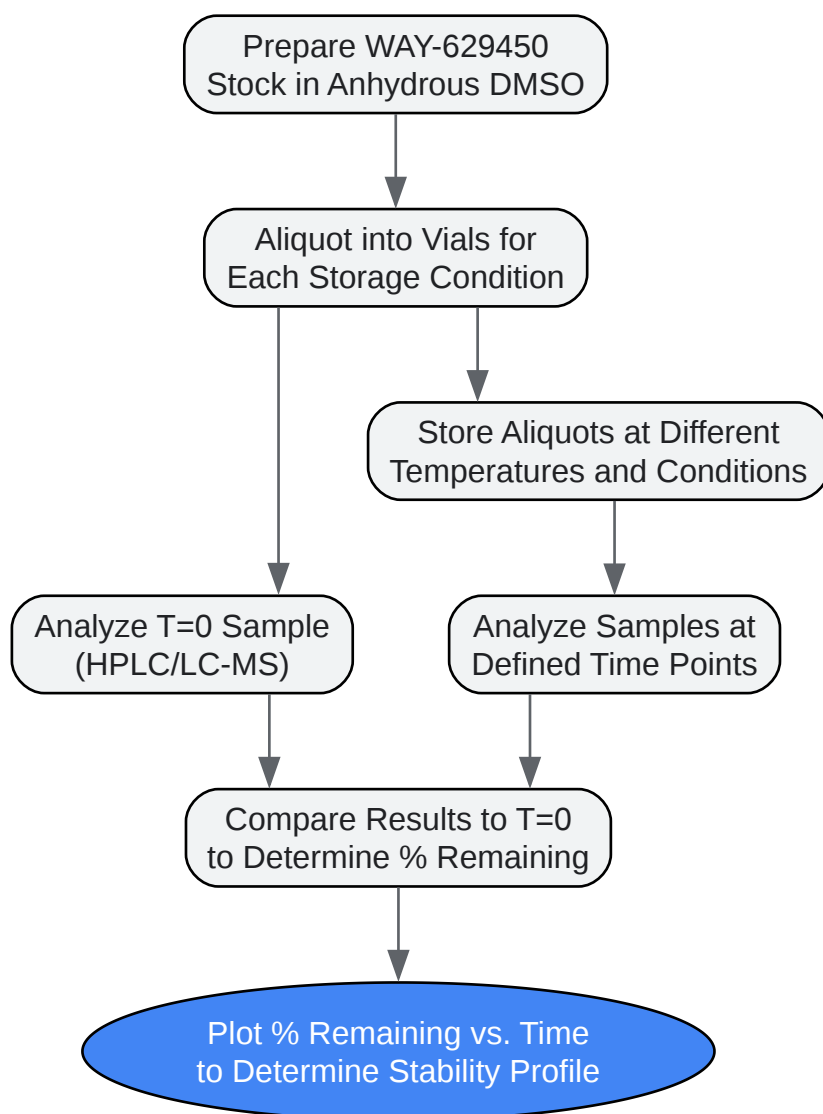 Prepare WAY-629450
Stock in Anhydrous DMSO
Aliquot into Vials for
Each Storage Condition
Store Aliquots at Different
Temperatures and Conditions
Analyze T=0 Sample
(HPLC/LC-MS)
Analyze Samples at
Defined Time Points
Compare Results to T=0
to Determine % Remaining
Plot % Remaining vs. Time
to Determine Stability Profile